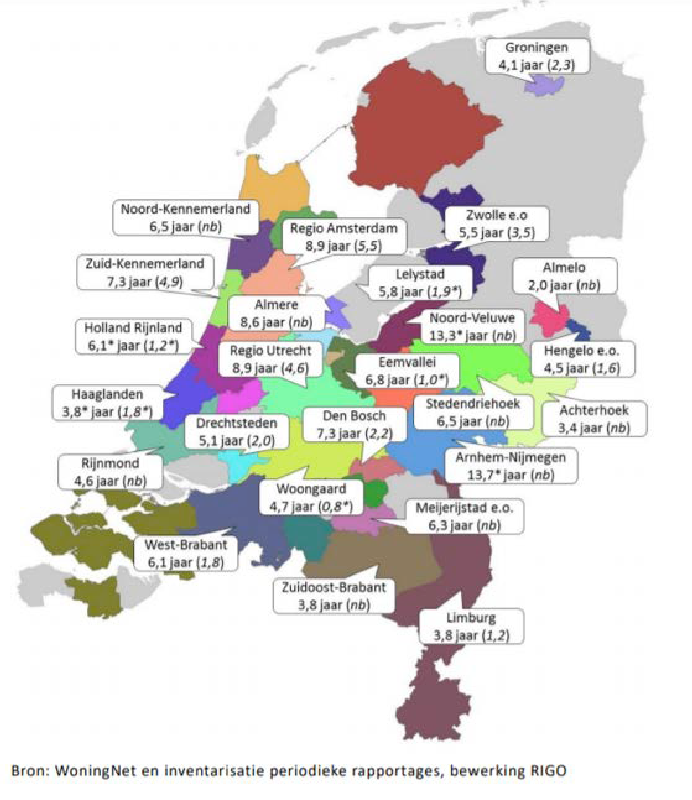 Groningen
4,1 jaar (2,3)
Noord-Kennemerland
6,5 jaar (nb)
Regio Amsterdam
8,9 jaar (5,5)
Zwolle e.o
5,5 jaar (3,5)
Zuid-Kennemerland
7,3 jaar (4,9)
Lelystad
5,8 jaar (1,9*)
Almelo
2,0 jaar (nb)
Almere
8,6 jaar (nb)
Noord-Veluwe
13,3* jaar (nb)
Holland Rijnland
6,1* jaar (1,2*)
Regio Utrecht
8,9 jaar (4,6)
Eemvallei
6,8 jaar (1,0*)
Hengelo e.o.
4,5 jaar (1,6)
Haaglanden
3,8* jaar (1,8*)
Drechtsteden
5,1 jaar (2,0)
Den Bosch
7,3 jaar (2,2)
Stedendriehoek
6,5 jaar (nb)
Achterhoek
3,4 jaar (nb)
Rijnmond
4,6 jaar (nb)
Arnhem-Nijmegen
13,7*jaar (nb)
Woongaard
4,7 jaar (0,8*)
Meijerijstad e.o.
6,3 jaar (nb)
West-Brabant
6,1 jaar (1,8)
Zuidoost-Brabant
3,8 jaar (nb)
Limburg
3,8 jaar (1,2)
Bron: WoningNet en inventarisatie periodieke rapportages, bewerking RIGO